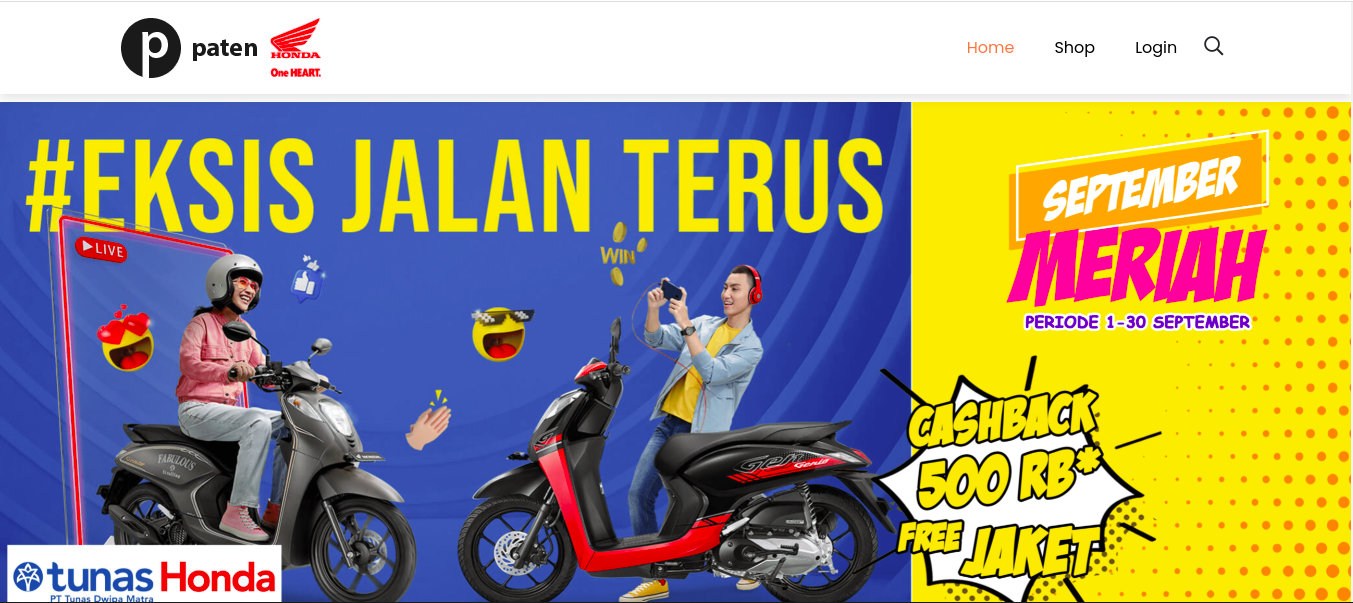 paten
HONDA
One HEART.
Home
Shop
Login
#EKSIS JALAN TERUS
LIVE
WIN
SEPTEMBER
MERIAH
PERIODE 1-30 SEPTEMBER
FABULOUS
Genio
CASHBACK
500 RB*
FREE JAKET
tunas Honda
PT Tunas Dwipa Matra